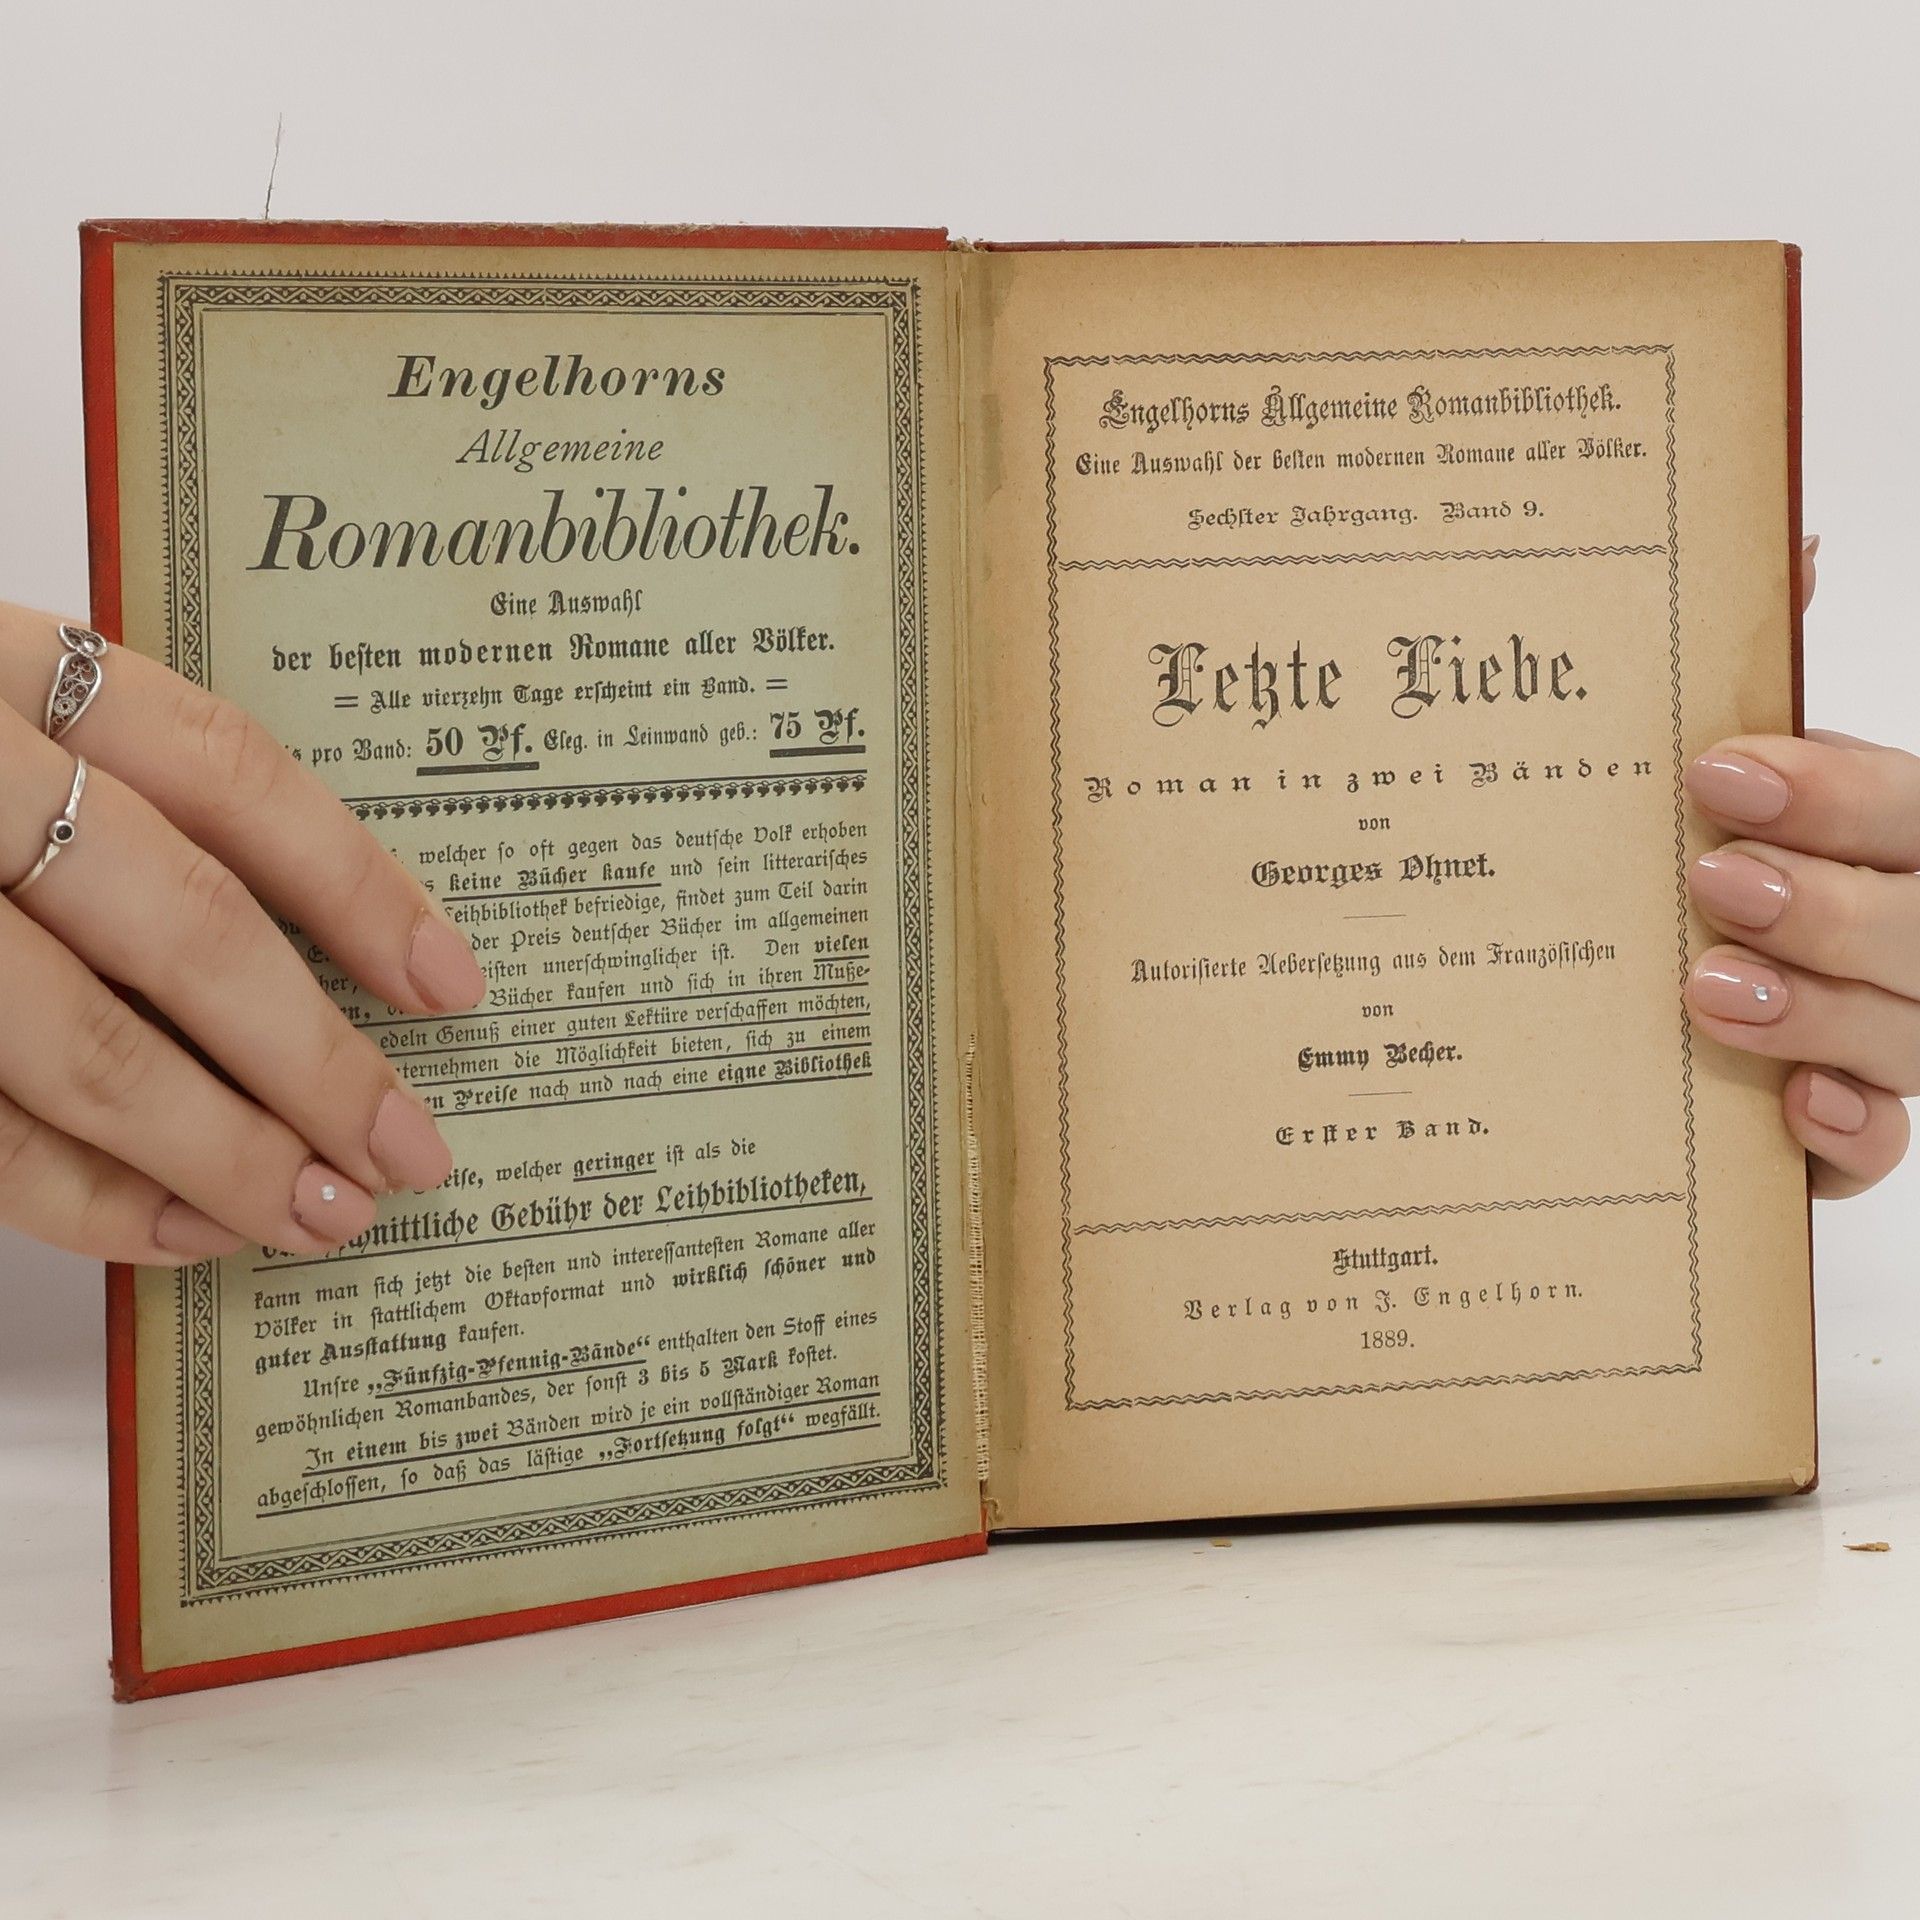 Engelhorns
Allgemeine
Romanbibliothek.
Eine Auswahl
der besten modernen Romane aller Völker.
= Alle vierzehn Tage erscheint ein Band. =
pro Band: 50 Pf. Eleg. in Leinwand geb.: 75 Pf.
welcher so oft gegen das deutsche Volk erhoben
keine Bücher kaufe und sein litterarisches
Leihbibliothek befriedige, findet zum Teil darin
der Preis deutscher Bücher im allgemeinen
unerschwinglicher ist. Den vielen
Bücher kaufen und sich in ihren Muße-
edeln Genuß einer guten Lektüre verschaffen möchten,
die Möglichkeit bieten, sich zu einem
Preise nach und nach eine eigne Bibliothek
welcher geringer ist als die
Gebühr der Leihbibliotheken,
kann man sich jetzt die besten und interessantesten Romane aller
Völker in stattlichem Oktavformat und wirklich schöner und
guter Ausstattung kaufen.
Unsre „Fünfzig-Pfennig-Bände“ enthalten den Stoff eines
gewöhnlichen Romanbandes, der sonst 3 bis 5 Mark kostet.
In einem bis zwei Bänden wird je ein vollständiger Roman
abgeschlossen, so daß das lästige „Fortsetzung folgt“ wegfällt.
Engelhorns Allgemeine Romanbibliothek.
Eine Auswahl der besten modernen Romane aller Völker.
Sechster Jahrgang. Band 9.
Letzte Liebe.
Roman in zwei Bänden
von
Georges Ohnet.
Autorisierte Uebersetzung aus dem Französischen
von
Emmy Becher.
Erster Band.
Stuttgart.
Verlag von J. Engelhorn.
1889.